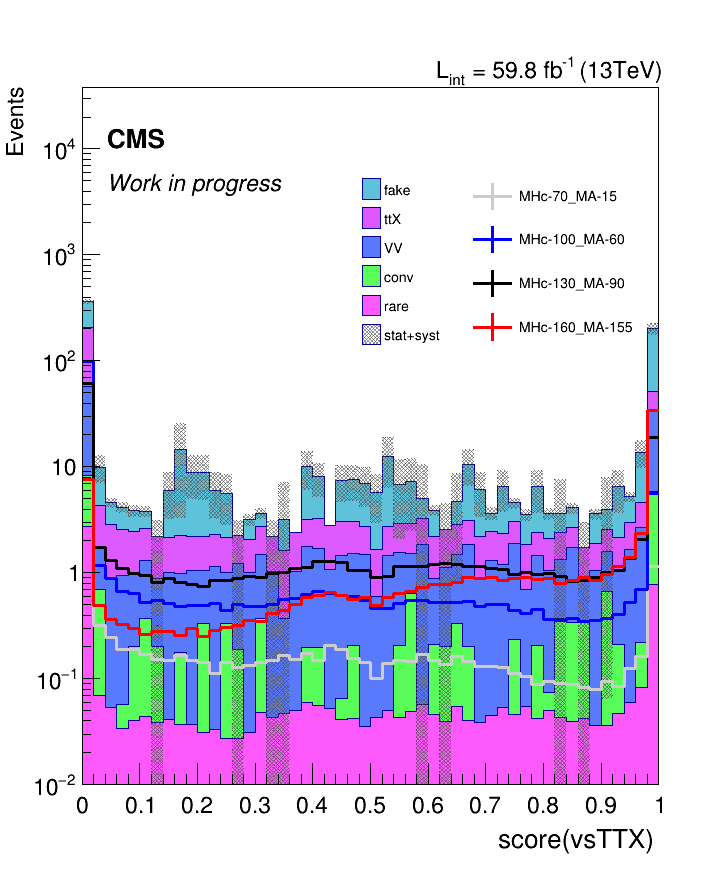 L_int = 59.8 fb^-1 (13TeV)
Events
CMS
Work in progress
fake
ttX
VV
conv
rare
stat+syst
MHc-70_MA-15
MHc-100_MA-60
MHc-130_MA-90
MHc-160_MA-155
10^4
10^3
10^2
10
1
10^−1
10^−2
0 0.1 0.2 0.3 0.4 0.5 0.6 0.7 0.8 0.9 1
score(vsTTX)